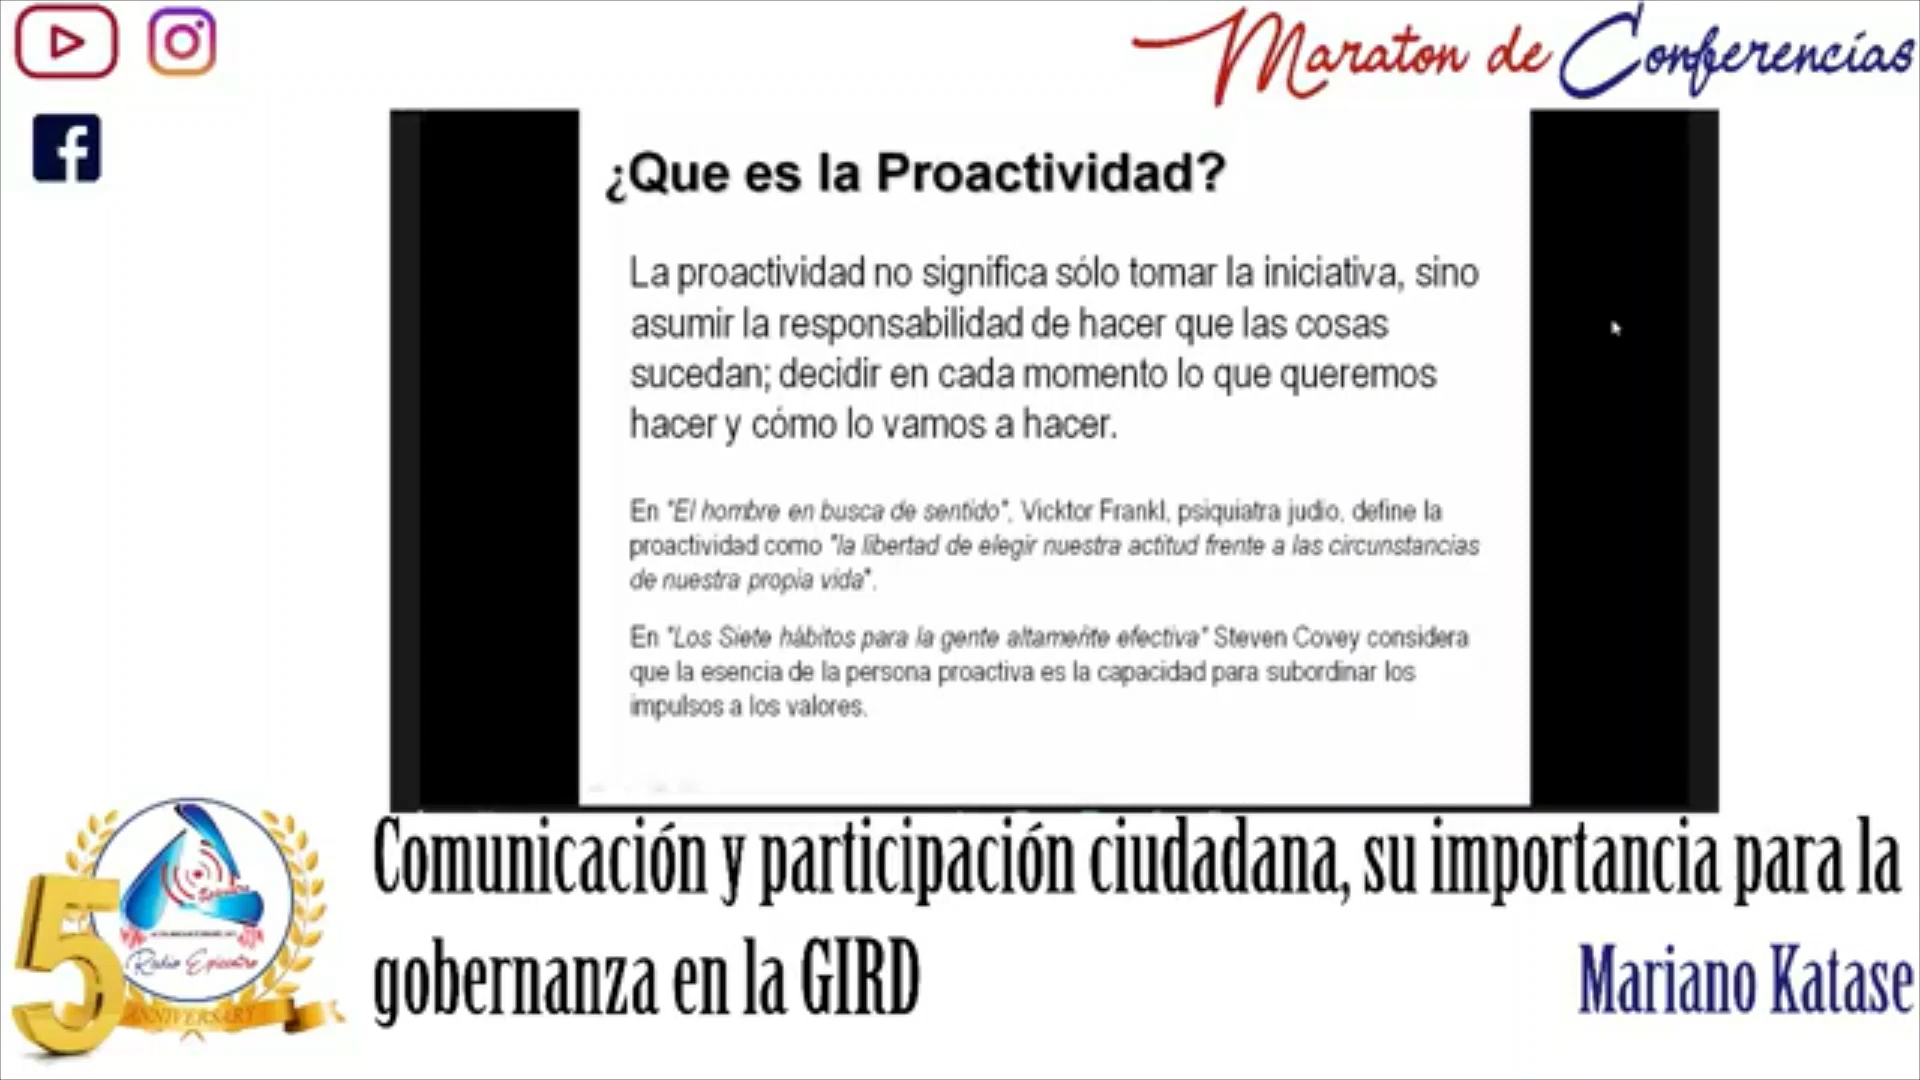 Maraton de Conferencías
¿Que es la Proactividad?
La proactividad no significa sólo tomar la iniciativa, sino
asumir la responsabilidad de hacer que las cosas
sucedan; decidir en cada momento lo que queremos
hacer y cómo lo vamos a hacer.
En "El hombre en busca de sentido", Vicktor Frankl, psiquiatra judio, define la
proactividad como "la libertad de elegir nuestra actitud frente a las circunstancias
de nuestra propia vida".
En "Los Siete hábitos para la gente altamente efectiva" Steven Covey considera
que la esencia de la persona proactiva es la capacidad para subordinar los
impulsos a los valores.
Comunicación y participación ciudadana, su importancia para la
gobernanza en la GIRD
Mariano Katase
5
Radio Epicentro
ANNIVERSARY